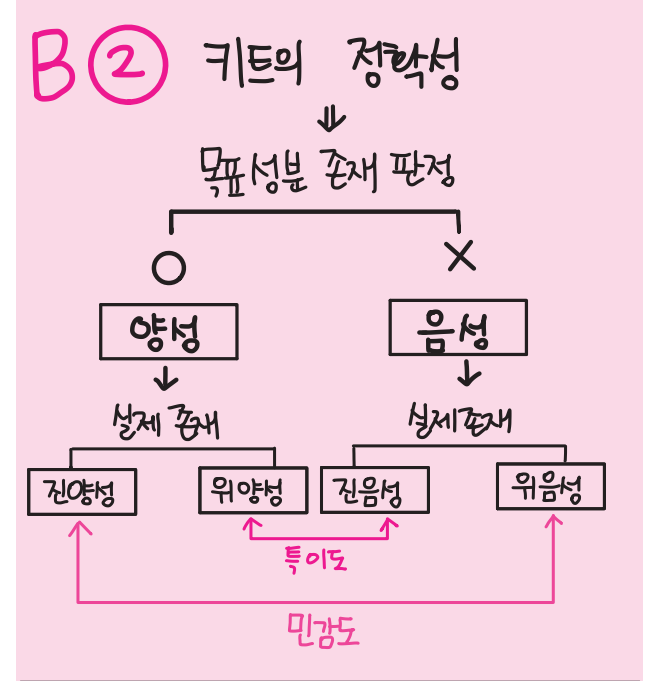 B ② 키트의 정확성
목표성분 존재 판정
양성 음성
실제 존재 실제존재
진양성 위양성 진음성 위음성
특이도
민감도